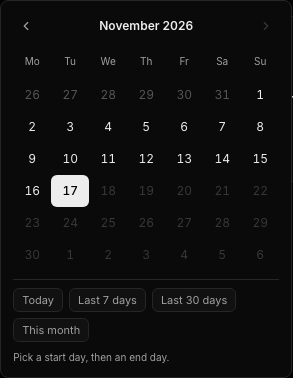 November 2026
Mo Tu We Th Fr Sa Su
26 27 28 29 30 31 1
2 3 4 5 6 7 8
9 10 11 12 13 14 15
16 17 18 19 20 21 22
23 24 25 26 27 28 29
30 1 2 3 4 5 6
Today Last 7 days Last 30 days
This month
Pick a start day, then an end day.